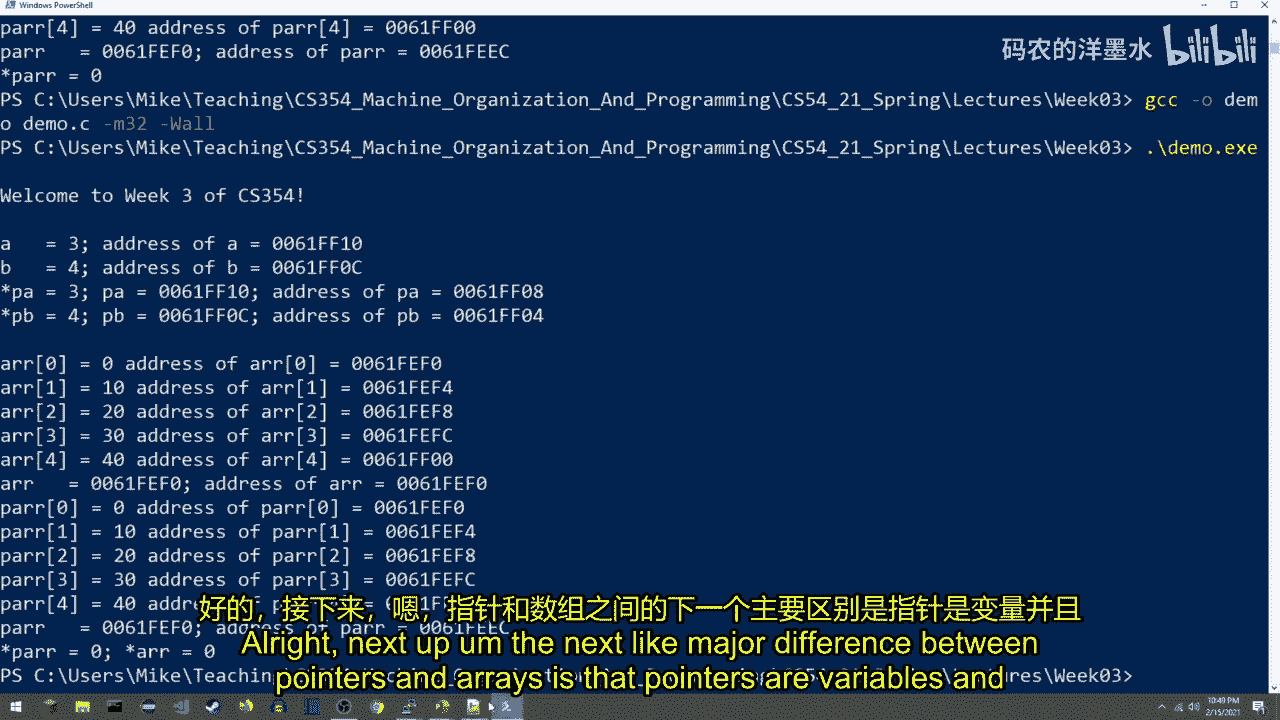 Windows PowerShell
parr[4] = 40 address of parr[4] = 0061FF00
parr   = 0061FEF0; address of parr = 0061FEEC
*parr = 0
PS C:\Users\Mike\Teaching\CS354_Machine_Organization_And_Programming\CS54_21_Spring\Lectures\Week03> gcc -o dem
o demo.c -m32 -Wall
PS C:\Users\Mike\Teaching\CS354_Machine_Organization_And_Programming\CS54_21_Spring\Lectures\Week03> .\demo.exe
码农的洋墨水 bilibili
Welcome to Week 3 of CS354!
a   = 3; address of a = 0061FF10
b   = 4; address of b = 0061FF0C
*pa = 3; pa = 0061FF10; address of pa = 0061FF08
*pb = 4; pb = 0061FF0C; address of pb = 0061FF04
arr[0] = 0 address of arr[0] = 0061FEF0
arr[1] = 10 address of arr[1] = 0061FEF4
arr[2] = 20 address of arr[2] = 0061FEF8
arr[3] = 30 address of arr[3] = 0061FEFC
arr[4] = 40 address of arr[4] = 0061FF00
arr   = 0061FEF0; address of arr = 0061FEF0
parr[0] = 0 address of parr[0] = 0061FEF0
parr[1] = 10 address of parr[1] = 0061FEF4
parr[2] = 20 address of parr[2] = 0061FEF8
parr[3] = 30 address of parr[3] = 0061FEFC
parr[4] = 40
parr   = 0061FEF0; address of parr = 0061FEEC
*parr = 0; *arr = 0
PS C:\Users\Mike\Teaching\CS354_Machine_Organization_And_Programming\CS54_21_Spring\Lectures\Week03>
好的，接下来，嗯，指针和数组之间的下一个主要区别是指针是变量并且
Alright, next up um the next like major difference between
pointers and arrays is that pointers are variables and
10:49 PM
2/15/2021